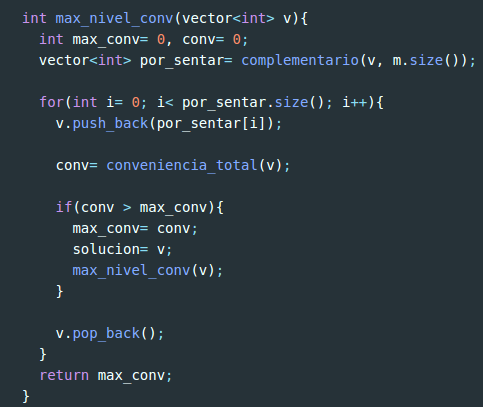 int max_nivel_conv(vector<int> v){
  int max_conv= 0, conv= 0;
  vector<int> por_sentar= complementario(v, m.size());

  for(int i= 0; i< por_sentar.size(); i++){
    v.push_back(por_sentar[i]);

    conv= conveniencia_total(v);

    if(conv > max_conv){
      max_conv= conv;
      solucion= v;
      max_nivel_conv(v);
    }

    v.pop_back();
  }
  return max_conv;
}